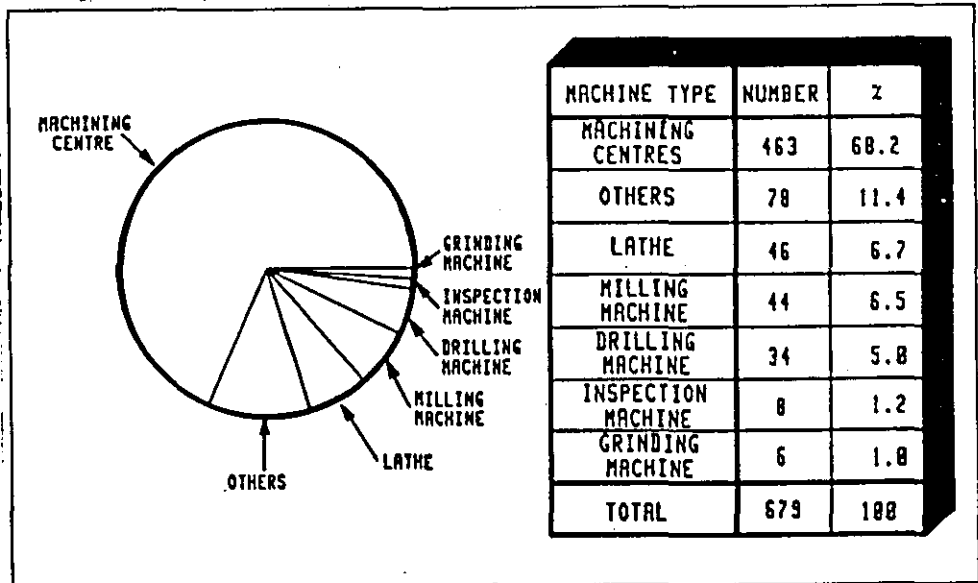 MACHINING
CENTRE
GRINDING
MACHINE
INSPECTION
MACHINE
DRILLING
MACHINE
MILLING
MACHINE
LATHE
OTHERS
MACHINE TYPE NUMBER %
MACHINING
CENTRES 463 68.2
OTHERS 78 11.4
LATHE 46 6.7
MILLING
MACHINE 44 6.5
DRILLING
MACHINE 34 5.0
INSPECTION
MACHINE 8 1.2
GRINDING
MACHINE 6 1.0
TOTAL 679 100